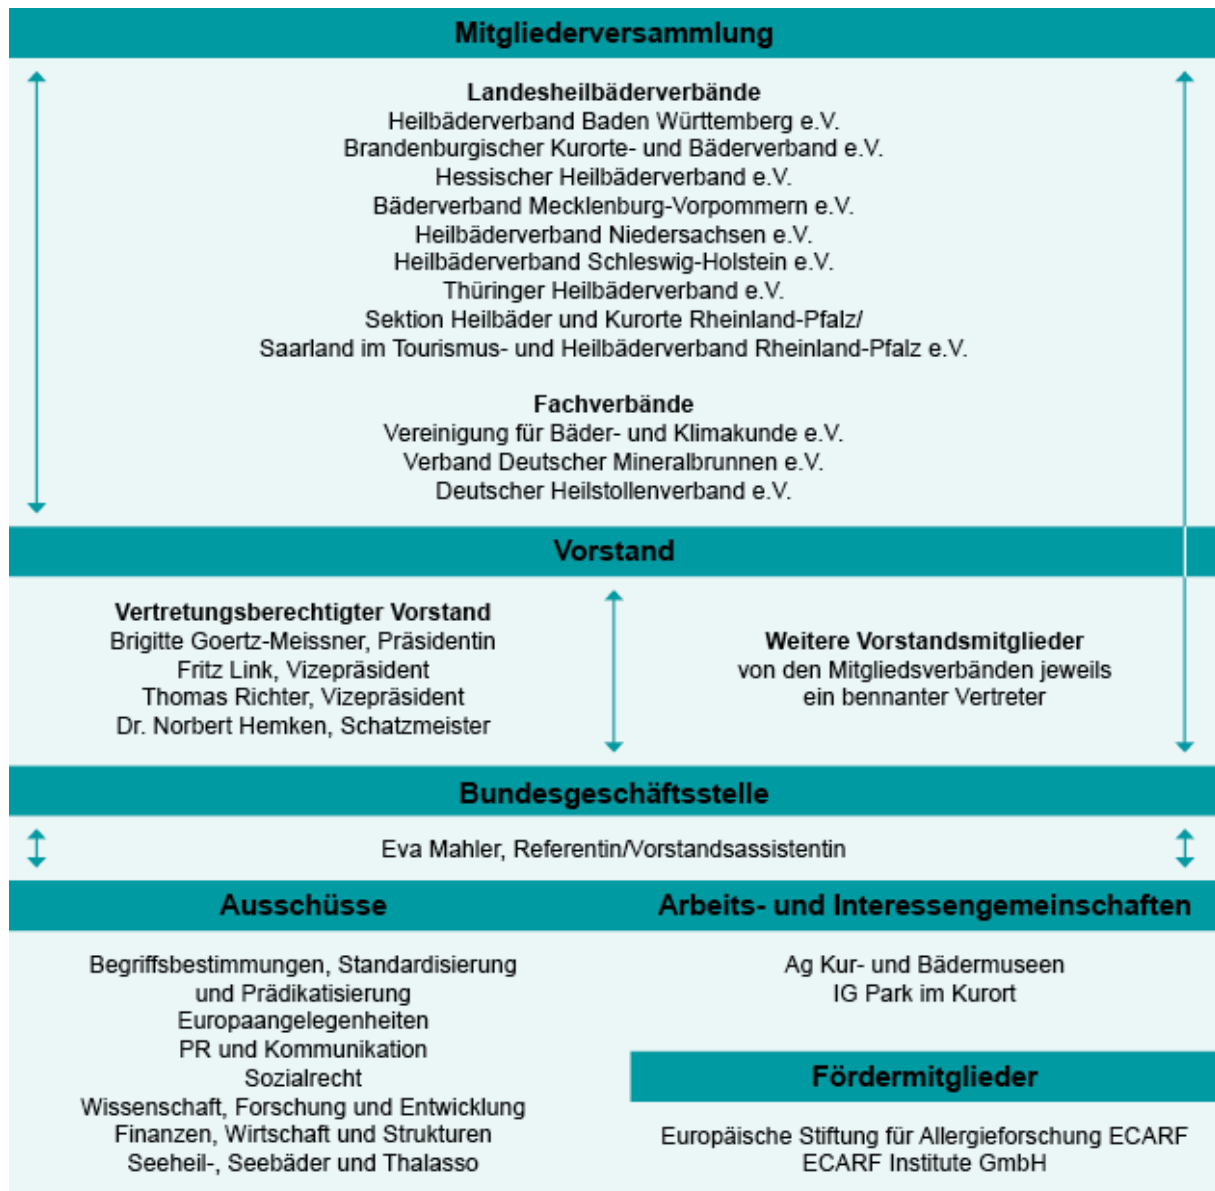 Mitgliederversammlung
Landesheilbäderverbände
Heilbäderverband Baden Württemberg e.V.
Brandenburgischer Kurorte- und Bäderverband e.V.
Hessischer Heilbäderverband e.V.
Bäderverband Mecklenburg-Vorpommern e.V.
Heilbäderverband Niedersachsen e.V.
Heilbäderverband Schleswig-Holstein e.V.
Thüringer Heilbäderverband e.V.
Sektion Heilbäder und Kurorte Rheinland-Pfalz/
Saarland im Tourismus- und Heilbäderverband Rheinland-Pfalz e.V.
Fachverbände
Vereinigung für Bäder- und Klimakunde e.V.
Verband Deutscher Mineralbrunnen e.V.
Deutscher Heilstollenverband e.V.
Vorstand
Vertretungsberechtigter Vorstand
Brigitte Goertz-Meissner, Präsidentin
Fritz Link, Vizepräsident
Thomas Richter, Vizepräsident
Dr. Norbert Hemken, Schatzmeister
Weitere Vorstandsmitglieder
von den Mitgliedsverbänden jeweils
ein bennanter Vertreter
Bundesgeschäftsstelle
Eva Mahler, Referentin/Vorstandsassistentin
Ausschüsse
Begriffsbestimmungen, Standardisierung
und Prädikatisierung
Europaangelegenheiten
PR und Kommunikation
Sozialrecht
Wissenschaft, Forschung und Entwicklung
Finanzen, Wirtschaft und Strukturen
Seeheil-, Seebäder und Thalasso
Arbeits- und Interessengemeinschaften
Ag Kur- und Bädermuseen
IG Park im Kurort
Fördermitglieder
Europäische Stiftung für Allergieforschung ECARF
ECARF Institute GmbH